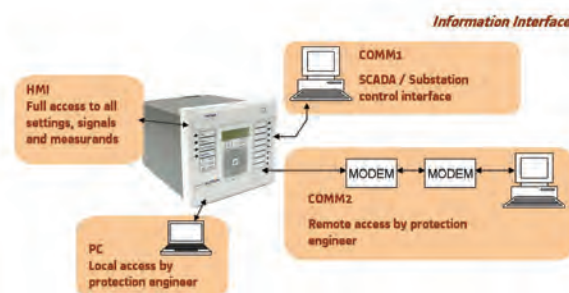 Information Interface
HMI
Full access to all
settings, signals
and measurands
COMM1
SCADA / Substation
control interface
MODEM
MODEM
COMM2
Remote access by protection
engineer
PC
Local access by
protection engineer